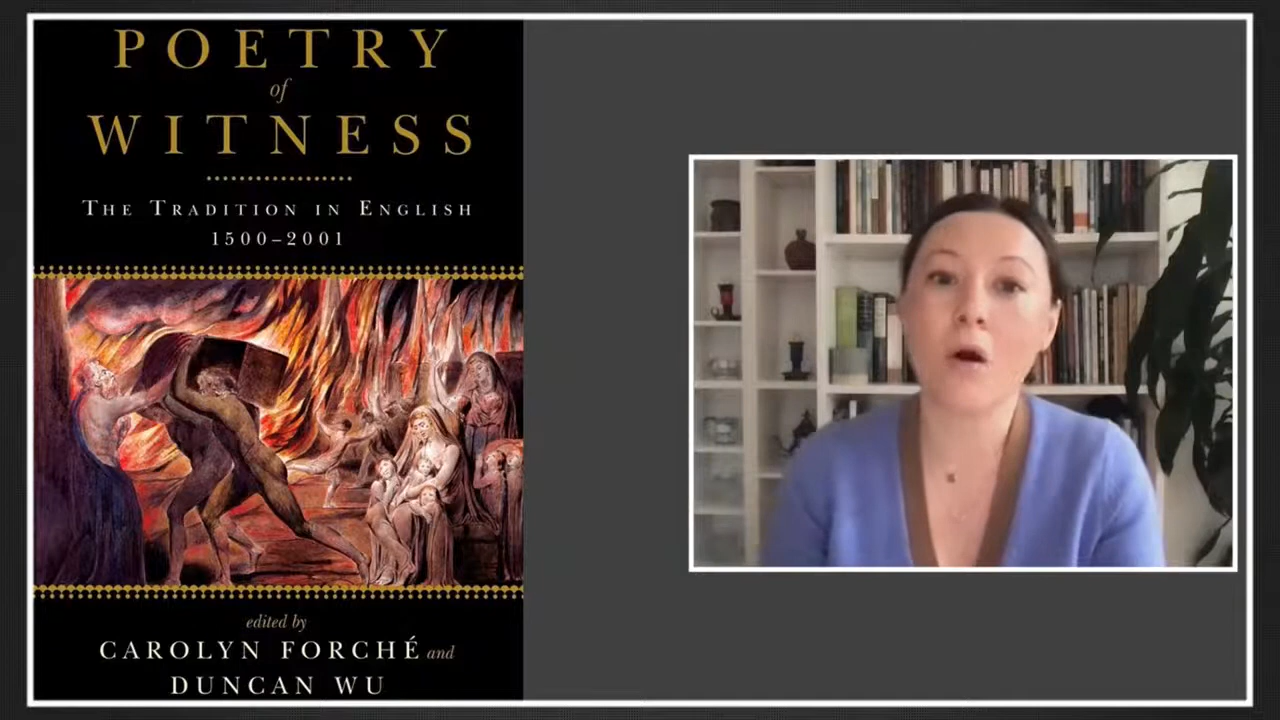 POETRY
of
WITNESS
THE TRADITION IN ENGLISH
1500–2001
edited by
CAROLYN FORCHÉ and
DUNCAN WU